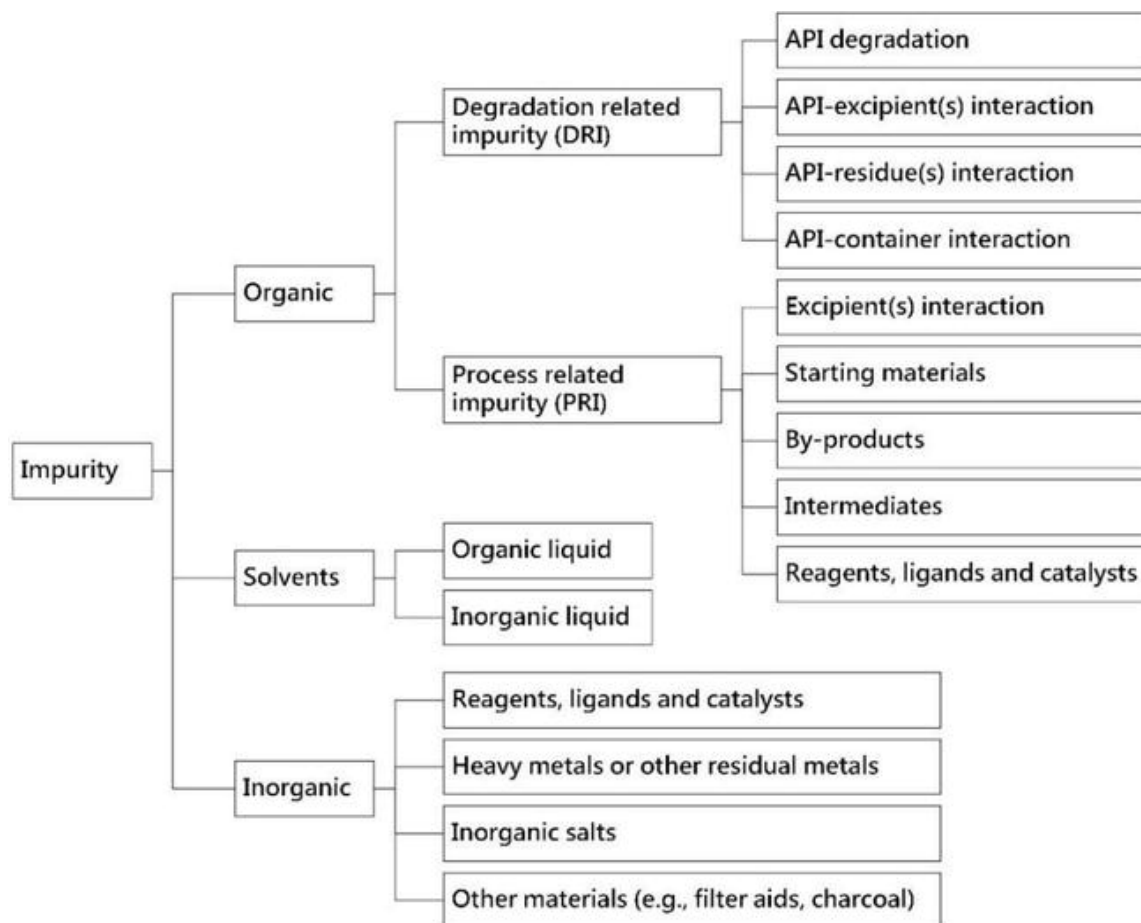 Impurity
Organic
Degradation related
impurity (DRI)
API degradation
API-excipient(s) interaction
API-residue(s) interaction
API-container interaction
Process related
impurity (PRI)
Excipient(s) interaction
Starting materials
By-products
Intermediates
Reagents, ligands and catalysts
Solvents
Organic liquid
Inorganic liquid
Inorganic
Reagents, ligands and catalysts
Heavy metals or other residual metals
Inorganic salts
Other materials (e.g., filter aids, charcoal)